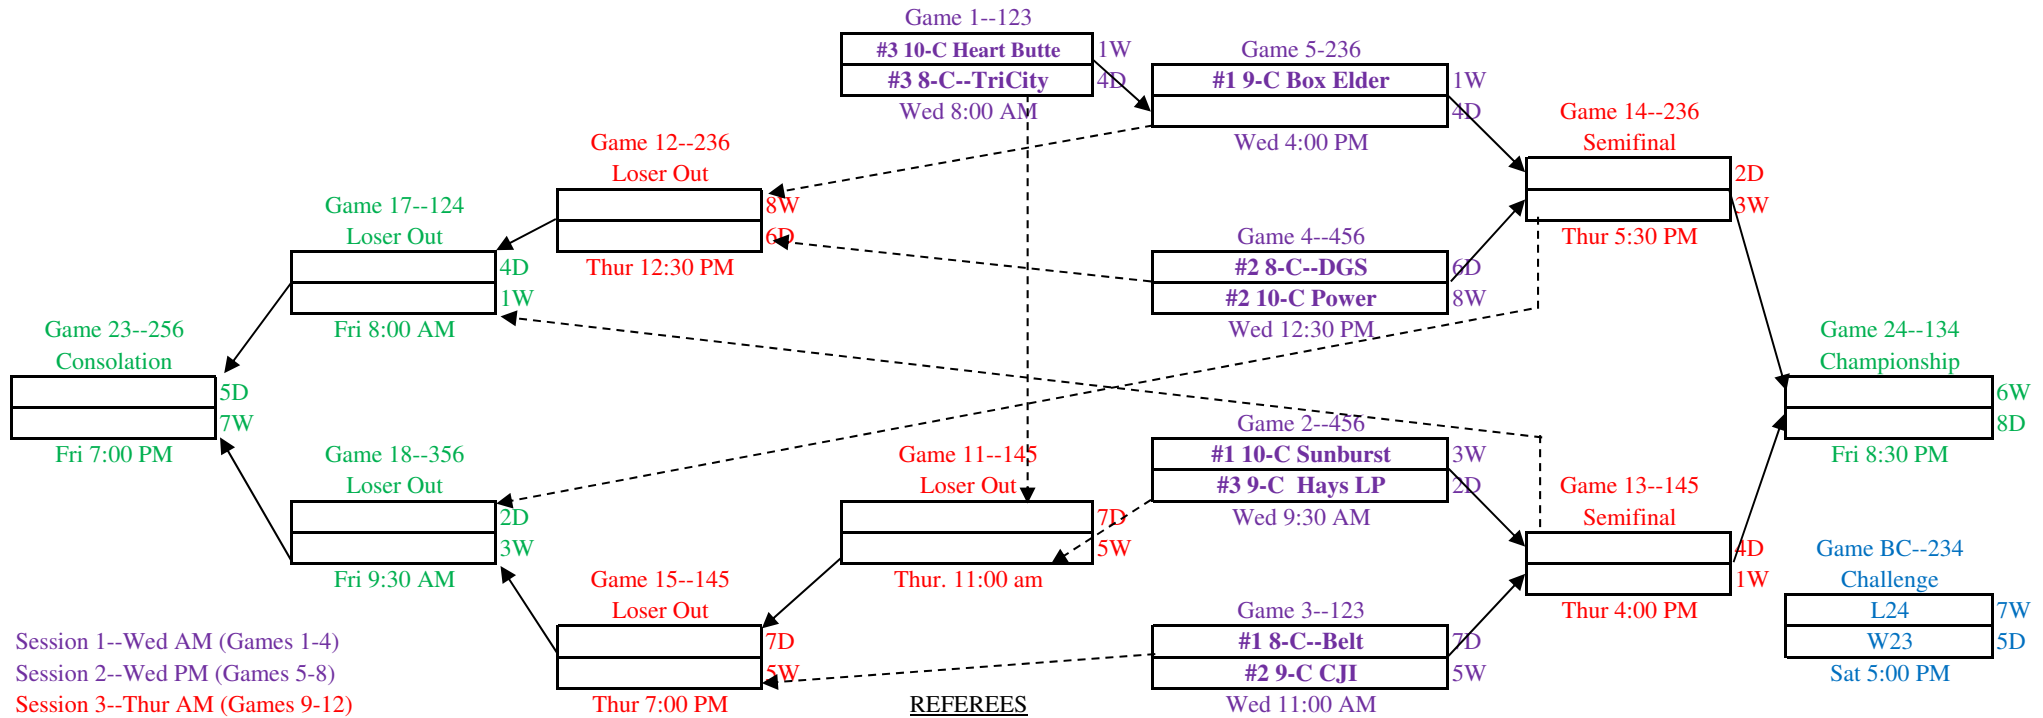 Game 1--123
#3 10-C Heart Butte 1W
#3 8-C--TriCity 4D
Wed 8:00 AM
Game 5-236
#1 9-C Box Elder 1W
4D
Wed 4:00 PM
Game 14--236
Semifinal
2D
3W
Thur 5:30 PM
Game 12--236
Loser Out
8W
6D
Thur 12:30 PM
Game 17--124
Loser Out
4D
1W
Fri 8:00 AM
Game 4--456
#2 8-C--DGS 6D
#2 10-C Power 8W
Wed 12:30 PM
Game 23--256
Consolation
5D
7W
Fri 7:00 PM
Game 24--134
Championship
6W
8D
Fri 8:30 PM
Game 18--356
Loser Out
2D
3W
Fri 9:30 AM
Game 11--145
Loser Out
7D
5W
Thur. 11:00 am
Game 2--456
#1 10-C Sunburst 3W
#3 9-C  Hays LP 2D
Wed 9:30 AM
Game 13--145
Semifinal
4D
1W
Thur 4:00 PM
Game 15--145
Loser Out
7D
5W
Thur 7:00 PM
Game 3--123
#1 8-C--Belt 7D
#2 9-C CJI 5W
Wed 11:00 AM
Game BC--234
Challenge
L24 7W
W23 5D
Sat 5:00 PM
Session 1--Wed AM (Games 1-4)
Session 2--Wed PM (Games 5-8)
Session 3--Thur AM (Games 9-12)
REFEREES